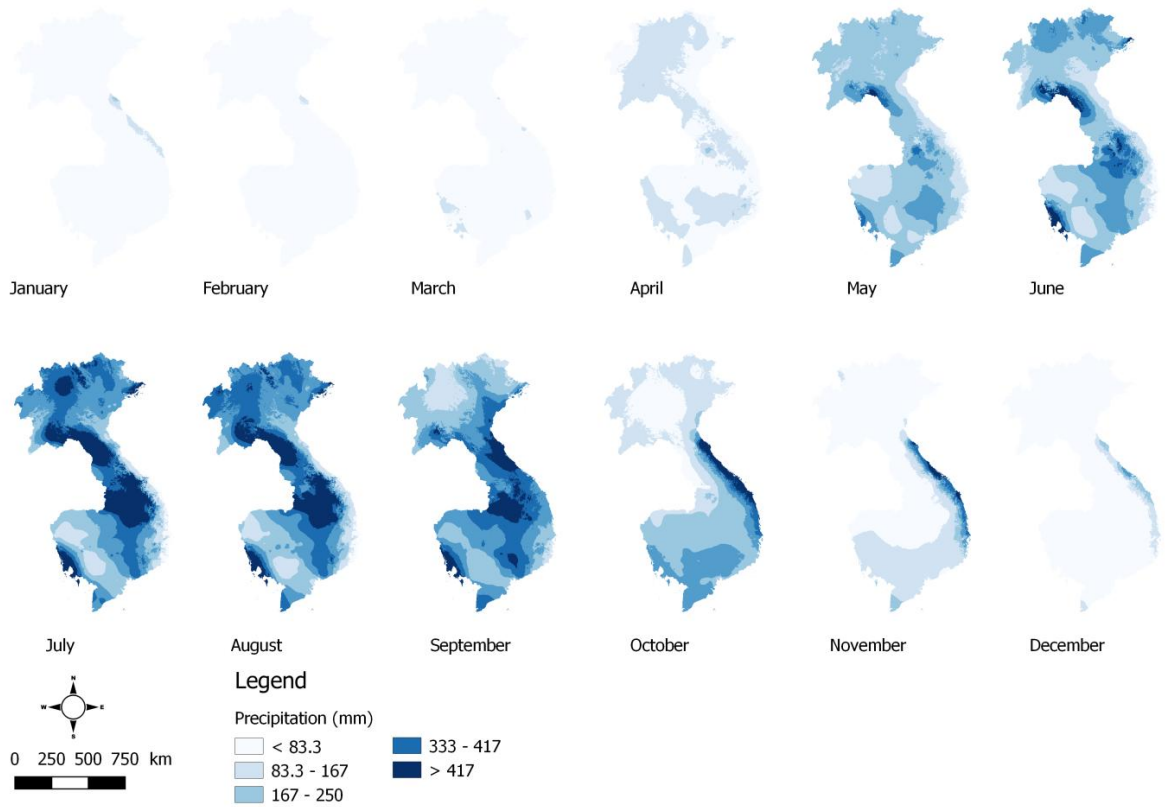 January February March April May June
July August September October November December
N
W E
S
0 250 500 750 km
Legend
Precipitation (mm)
< 83.3 333 - 417
83.3 - 167 > 417
167 - 250